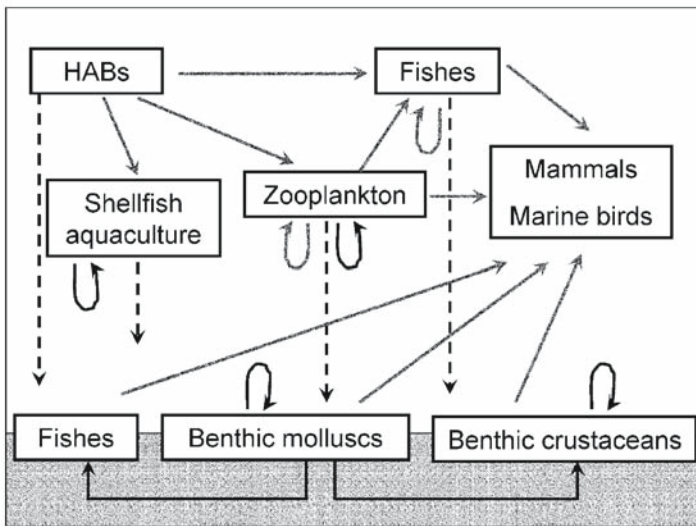 HABs
Fishes
Shellfish
aquaculture
Zooplankton
Mammals
Marine birds
Fishes
Benthic molluscs
Benthic crustaceans